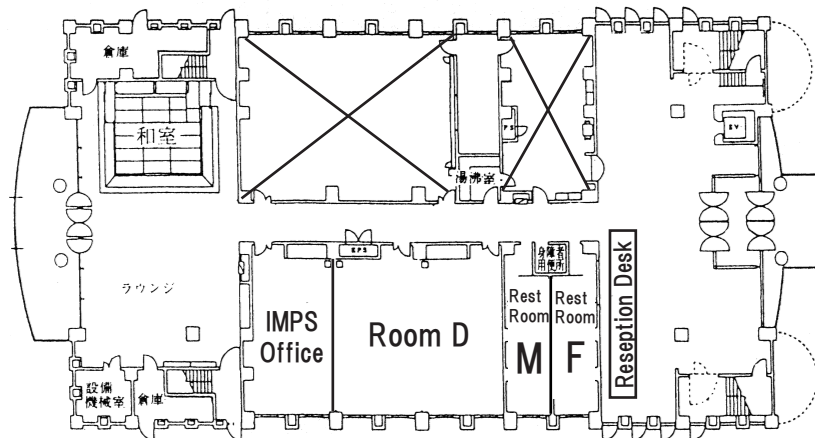 倉庫
和室
PS
EV
湯沸室
EPS
身障者
用便所
ラウンジ
IMPS
Office
Room D
Rest
Room
M
Rest
Room
F
Reseption Desk
設備
機械室
倉庫